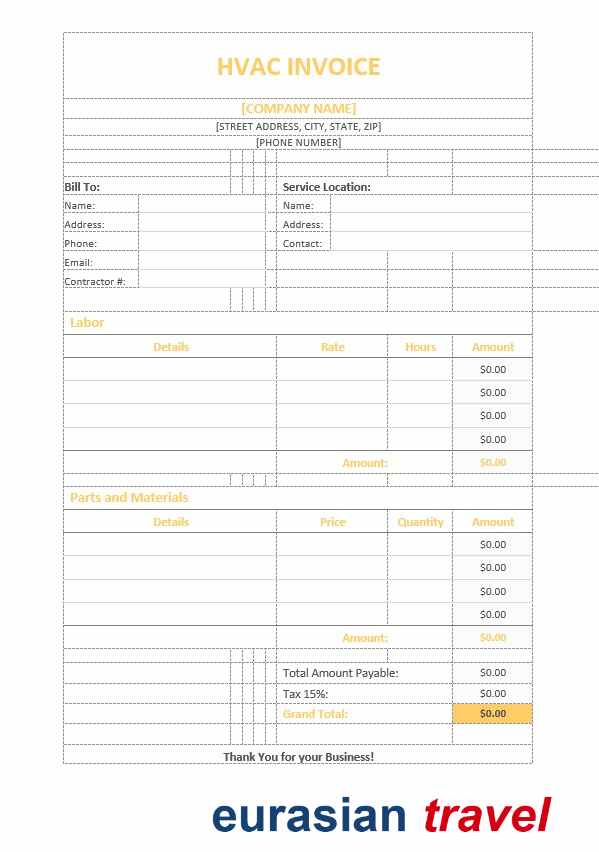 HVAC INVOICE
[COMPANY NAME]
[STREET ADDRESS, CITY, STATE, ZIP]
[PHONE NUMBER]
Bill To: Service Location:
Name: Name:
Address: Address:
Phone: Contact:
Email:
Contractor #:
Labor
Details Rate Hours Amount
$0.00
$0.00
$0.00
$0.00
Amount: $0.00
Parts and Materials
Details Price Quantity Amount
$0.00
$0.00
$0.00
$0.00
Amount: $0.00
Total Amount Payable: $0.00
Tax 15%: $0.00
Grand Total: $0.00
Thank You for your Business!
eurasian travel